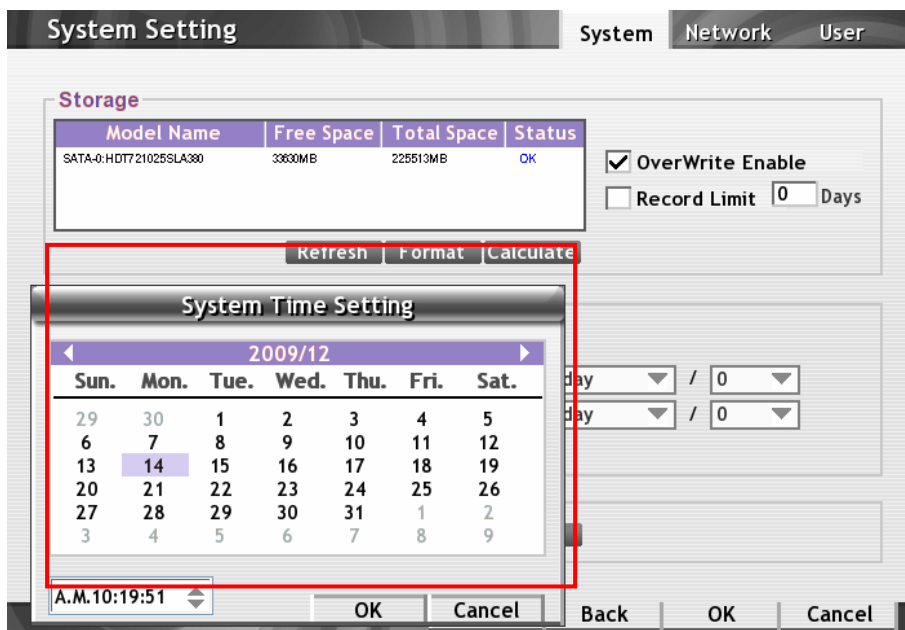 System Setting
System Network User
Storage
Model Name Free Space Total Space Status
SATA-0:HDT721025SLA380 33630MB 225513MB OK
OverWrite Enable
Record Limit 0 Days
Refresh Format Calculate
System Time Setting
2009/12
Sun. Mon. Tue. Wed. Thu. Fri. Sat.
29 30 1 2 3 4 5
6 7 8 9 10 11 12
13 14 15 16 17 18 19
20 21 22 23 24 25 26
27 28 29 30 31 1 2
3 4 5 6 7 8 9
day / 0
day / 0
A.M.10:19:51
OK Cancel
Back OK Cancel